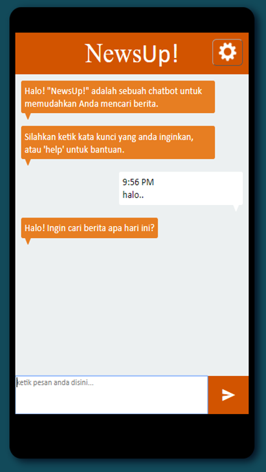 NewsUp!
Halo! "NewsUp!" adalah sebuah chatbot untuk
memudahkan Anda mencari berita.
Silahkan ketik kata kunci yang anda inginkan,
atau 'help' untuk bantuan.
9:56 PM
halo..
Halo! Ingin cari berita apa hari ini?
ketik pesan anda disini...